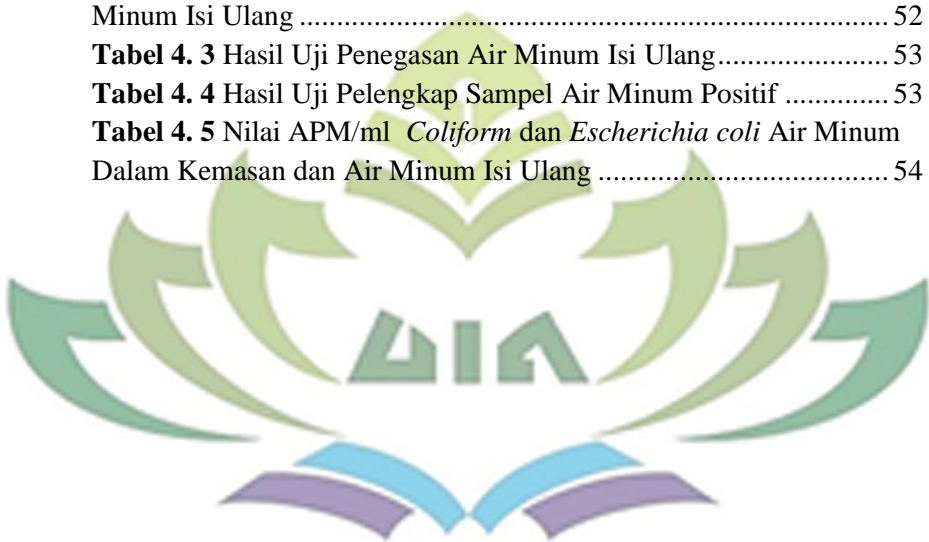 Minum Isi Ulang ........................................................................... 52
Tabel 4. 3 Hasil Uji Penegasan Air Minum Isi Ulang...................... 53
Tabel 4. 4 Hasil Uji Pelengkap Sampel Air Minum Positif ............. 53
Tabel 4. 5 Nilai APM/ml  Coliform dan Escherichia coli Air Minum
Dalam Kemasan dan Air Minum Isi Ulang ..................................... 54
UIN